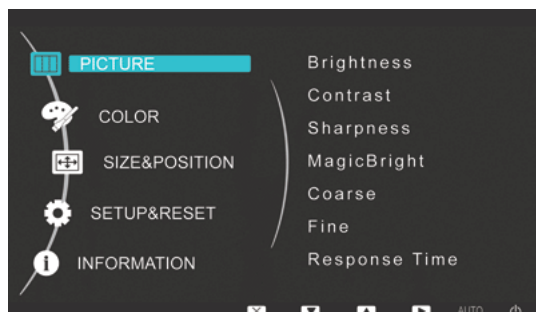 PICTURE
COLOR
SIZE&POSITION
SETUP&RESET
INFORMATION
Brightness
Contrast
Sharpness
MagicBright
Coarse
Fine
Response Time
AUTO